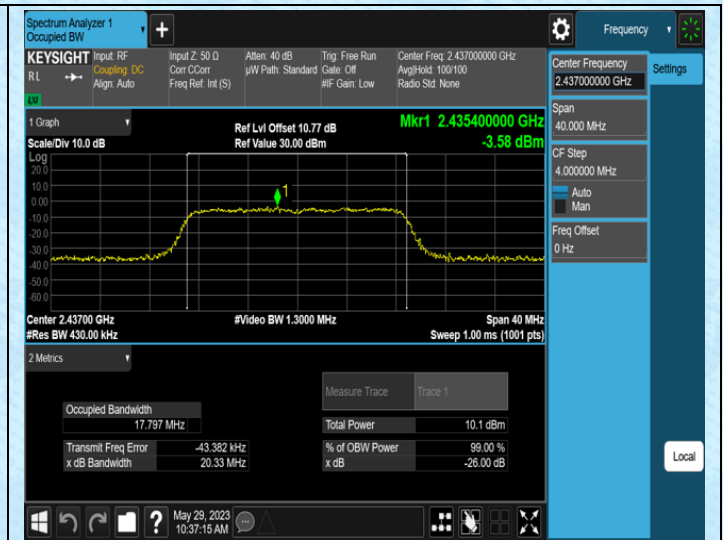 Spectrum Analyzer 1
Occupied BW
+
Frequency
KEYSIGHT
RL
LXI
Input: RF
Coupling: DC
Align: Auto
Input Z: 50 Ω
Corr CCorr
Freq Ref: Int (S)
Atten: 40 dB
µW Path: Standard
Trig: Free Run
Gate: Off
#IF Gain: Low
Center Freq: 2.437000000 GHz
Avg|Hold: 100/100
Radio Std: None
Center Frequency
2.437000000 GHz
Settings
Span
40.000 MHz
CF Step
4.000000 MHz
Auto
Man
Freq Offset
0 Hz
1 Graph
Scale/Div 10.0 dB
Ref Lvl Offset 10.77 dB
Ref Value 30.00 dBm
Mkr1 2.435400000 GHz
-3.58 dBm
Log
20.0
10.0
0.00
-10.0
-20.0
-30.0
-40.0
-50.0
-60.0
1
Center 2.43700 GHz
#Res BW 430.00 kHz
#Video BW 1.3000 MHz
Span 40 MHz
Sweep 1.00 ms (1001 pts)
2 Metrics
Measure Trace Trace 1
Occupied Bandwidth
17.797 MHz
Total Power 10.1 dBm
Transmit Freq Error -43.382 kHz
% of OBW Power 99.00 %
x dB Bandwidth 20.33 MHz
x dB -26.00 dB
Local
?
May 29, 2023
10:37:15 AM